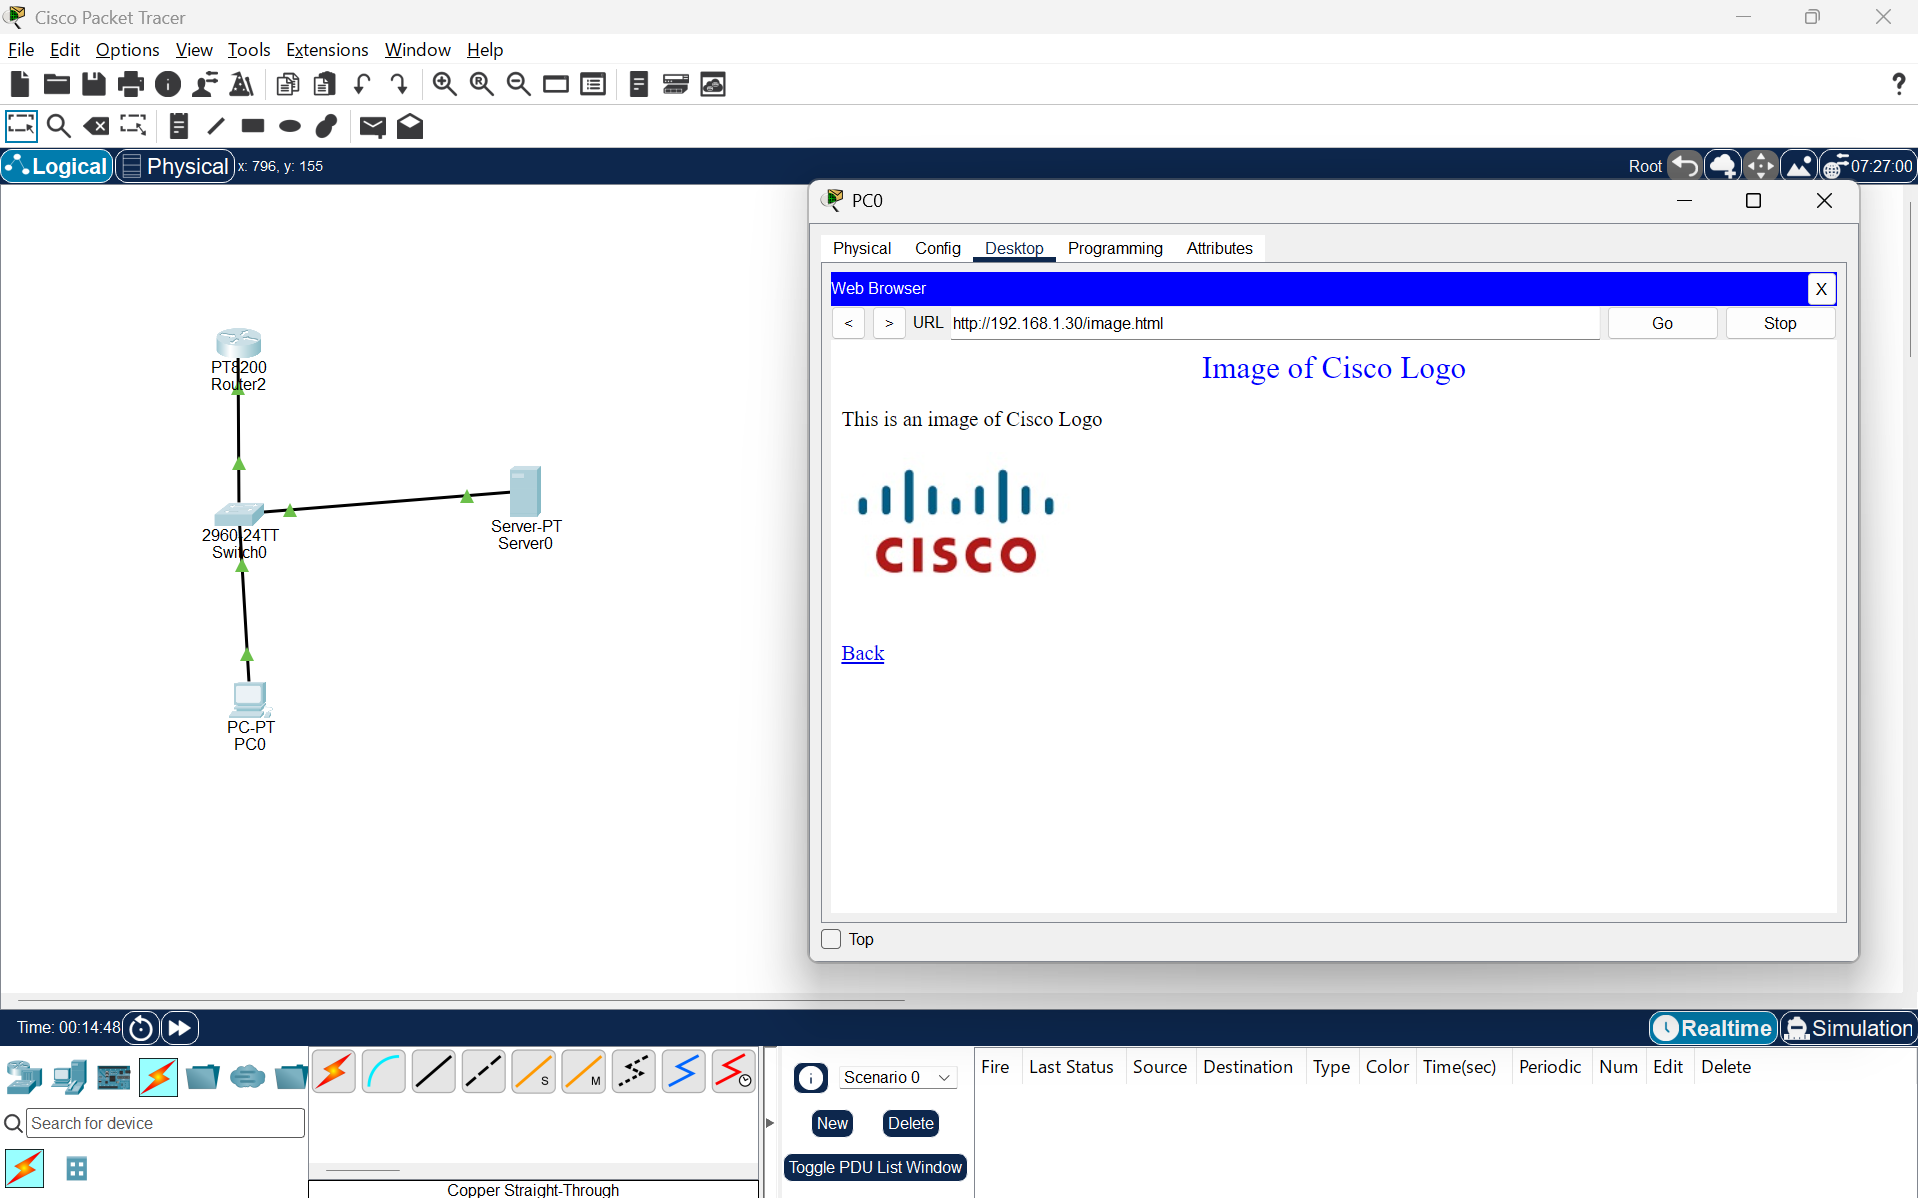 Cisco Packet Tracer
File Edit Options View Tools Extensions Window Help
Logical Physical x: 796, y: 155 Root 07:27:00
PC0
Physical Config Desktop Programming Attributes
Web Browser X
< > URL http://192.168.1.30/image.html Go Stop
Image of Cisco Logo
This is an image of Cisco Logo
CISCO
Back
Top
PT8200
Router2
2960-24TT
Switch0
Server-PT
Server0
PC-PT
PC0
Time: 00:14:48 Realtime Simulation
S M
Search for device
Copper Straight-Through
Scenario 0
New Delete
Toggle PDU List Window
Fire Last Status Source Destination Type Color Time(sec) Periodic Num Edit Delete